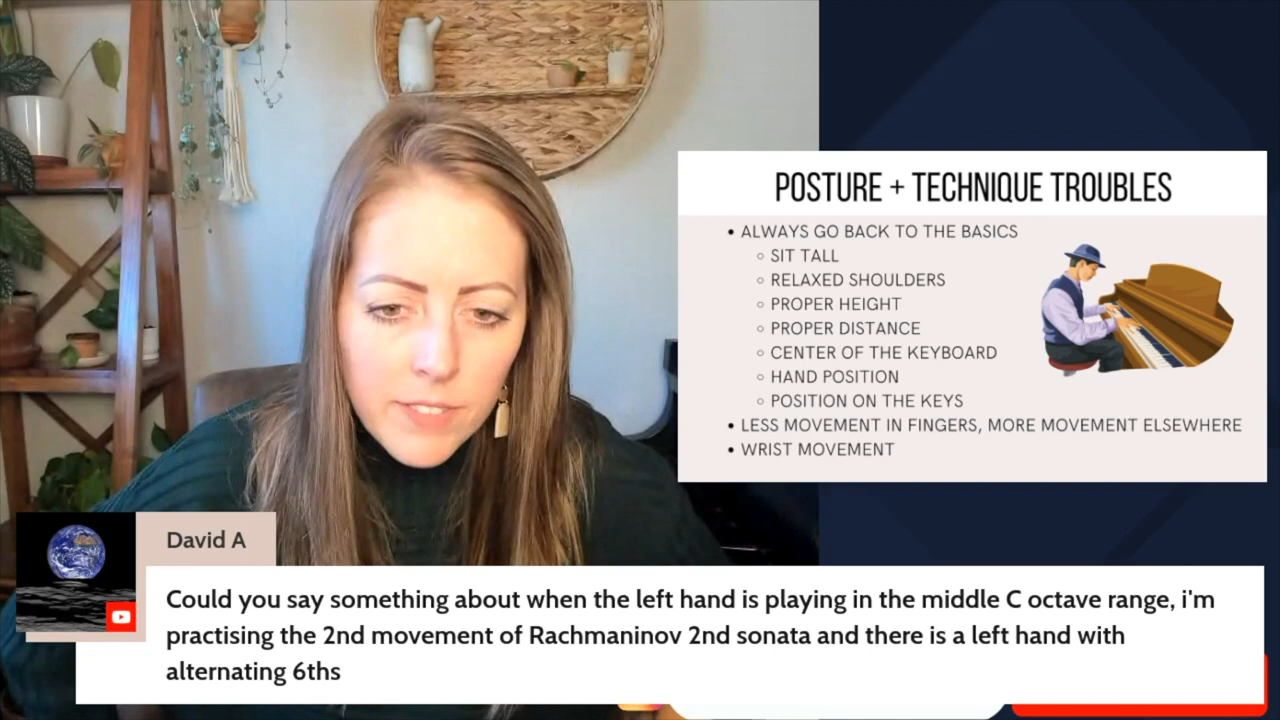 POSTURE + TECHNIQUE TROUBLES
• ALWAYS GO BACK TO THE BASICS
○ SIT TALL
○ RELAXED SHOULDERS
○ PROPER HEIGHT
○ PROPER DISTANCE
○ CENTER OF THE KEYBOARD
○ HAND POSITION
○ POSITION ON THE KEYS
• LESS MOVEMENT IN FINGERS, MORE MOVEMENT ELSEWHERE
• WRIST MOVEMENT
David A
Could you say something about when the left hand is playing in the middle C octave range, i'm
practising the 2nd movement of Rachmaninov 2nd sonata and there is a left hand with
alternating 6ths